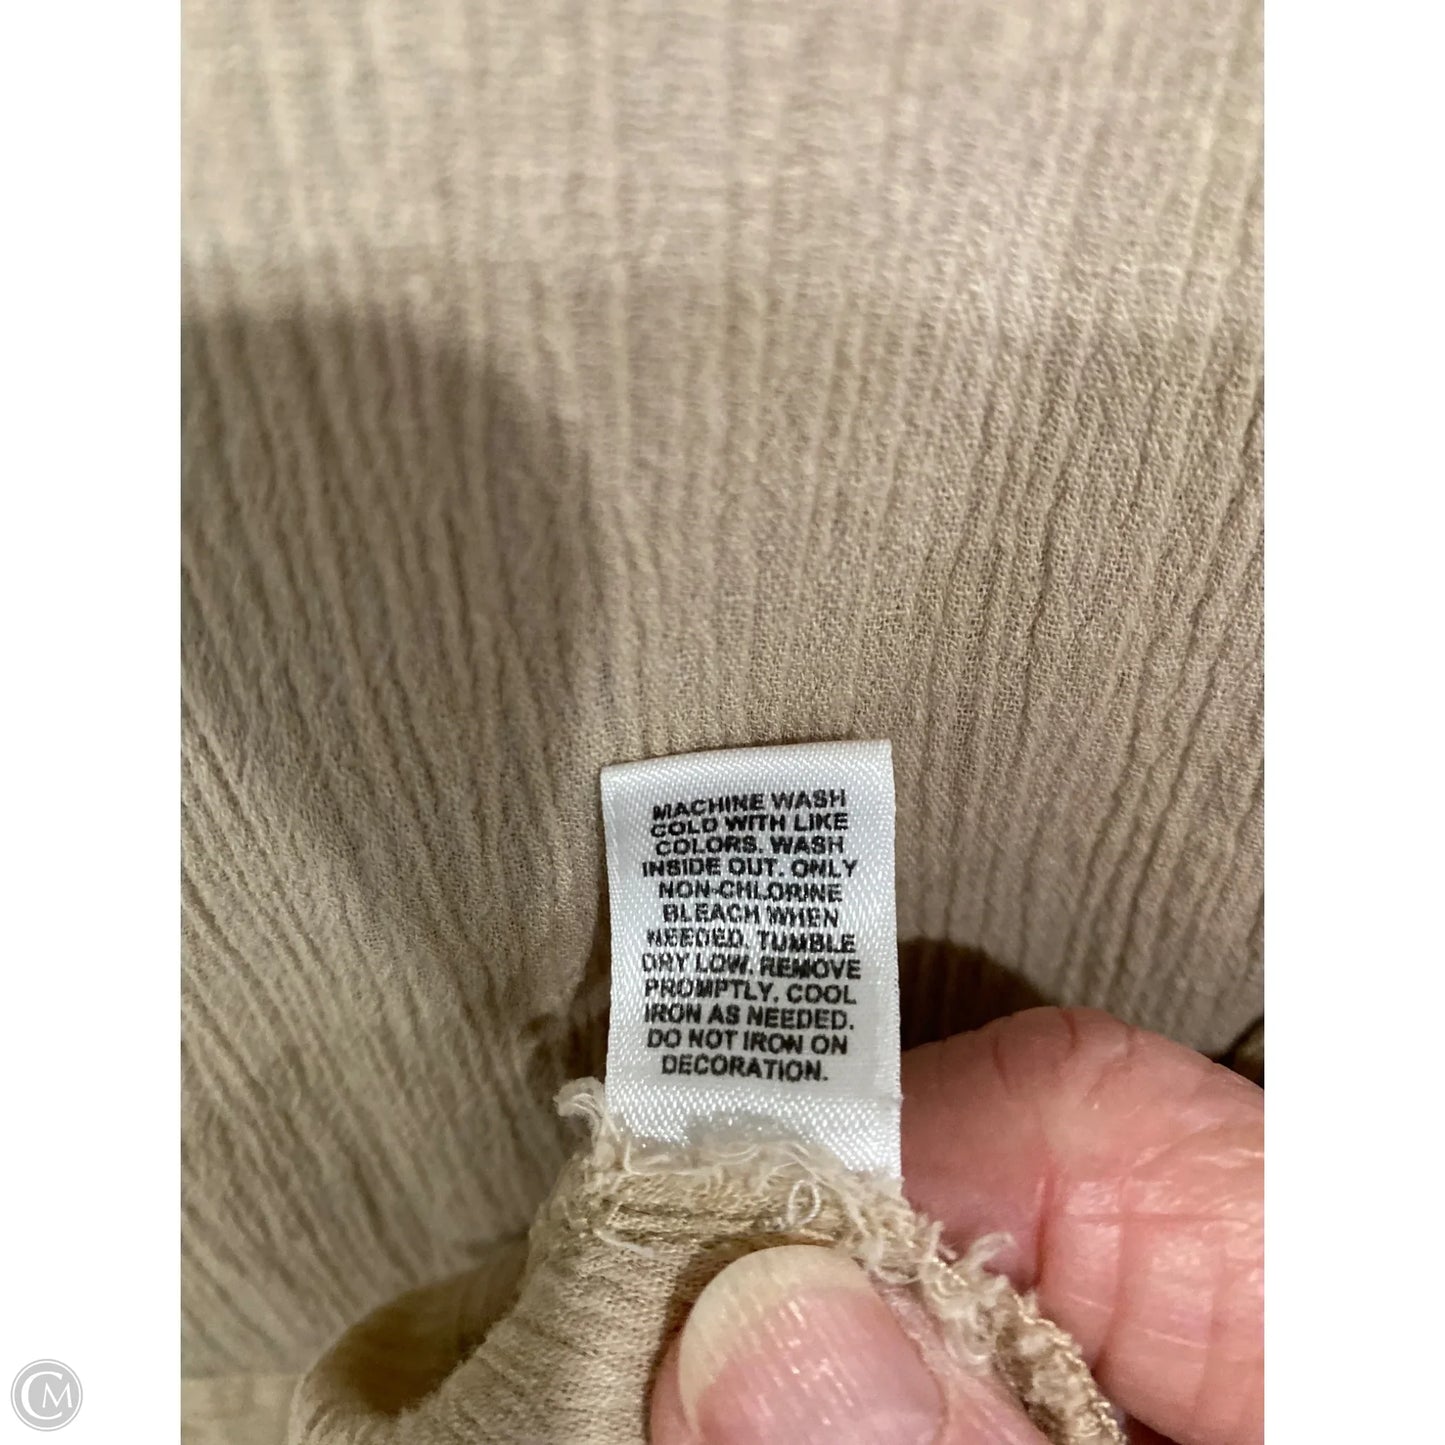 MACHINE WASH
COLD WITH LIKE
COLORS. WASH
INSIDE OUT. ONLY
NON-CHLORINE
BLEACH WHEN
NEEDED. TUMBLE
DRY LOW. REMOVE
PROMPTLY. COOL
IRON AS NEEDED.
DO NOT IRON ON
DECORATION.
CM